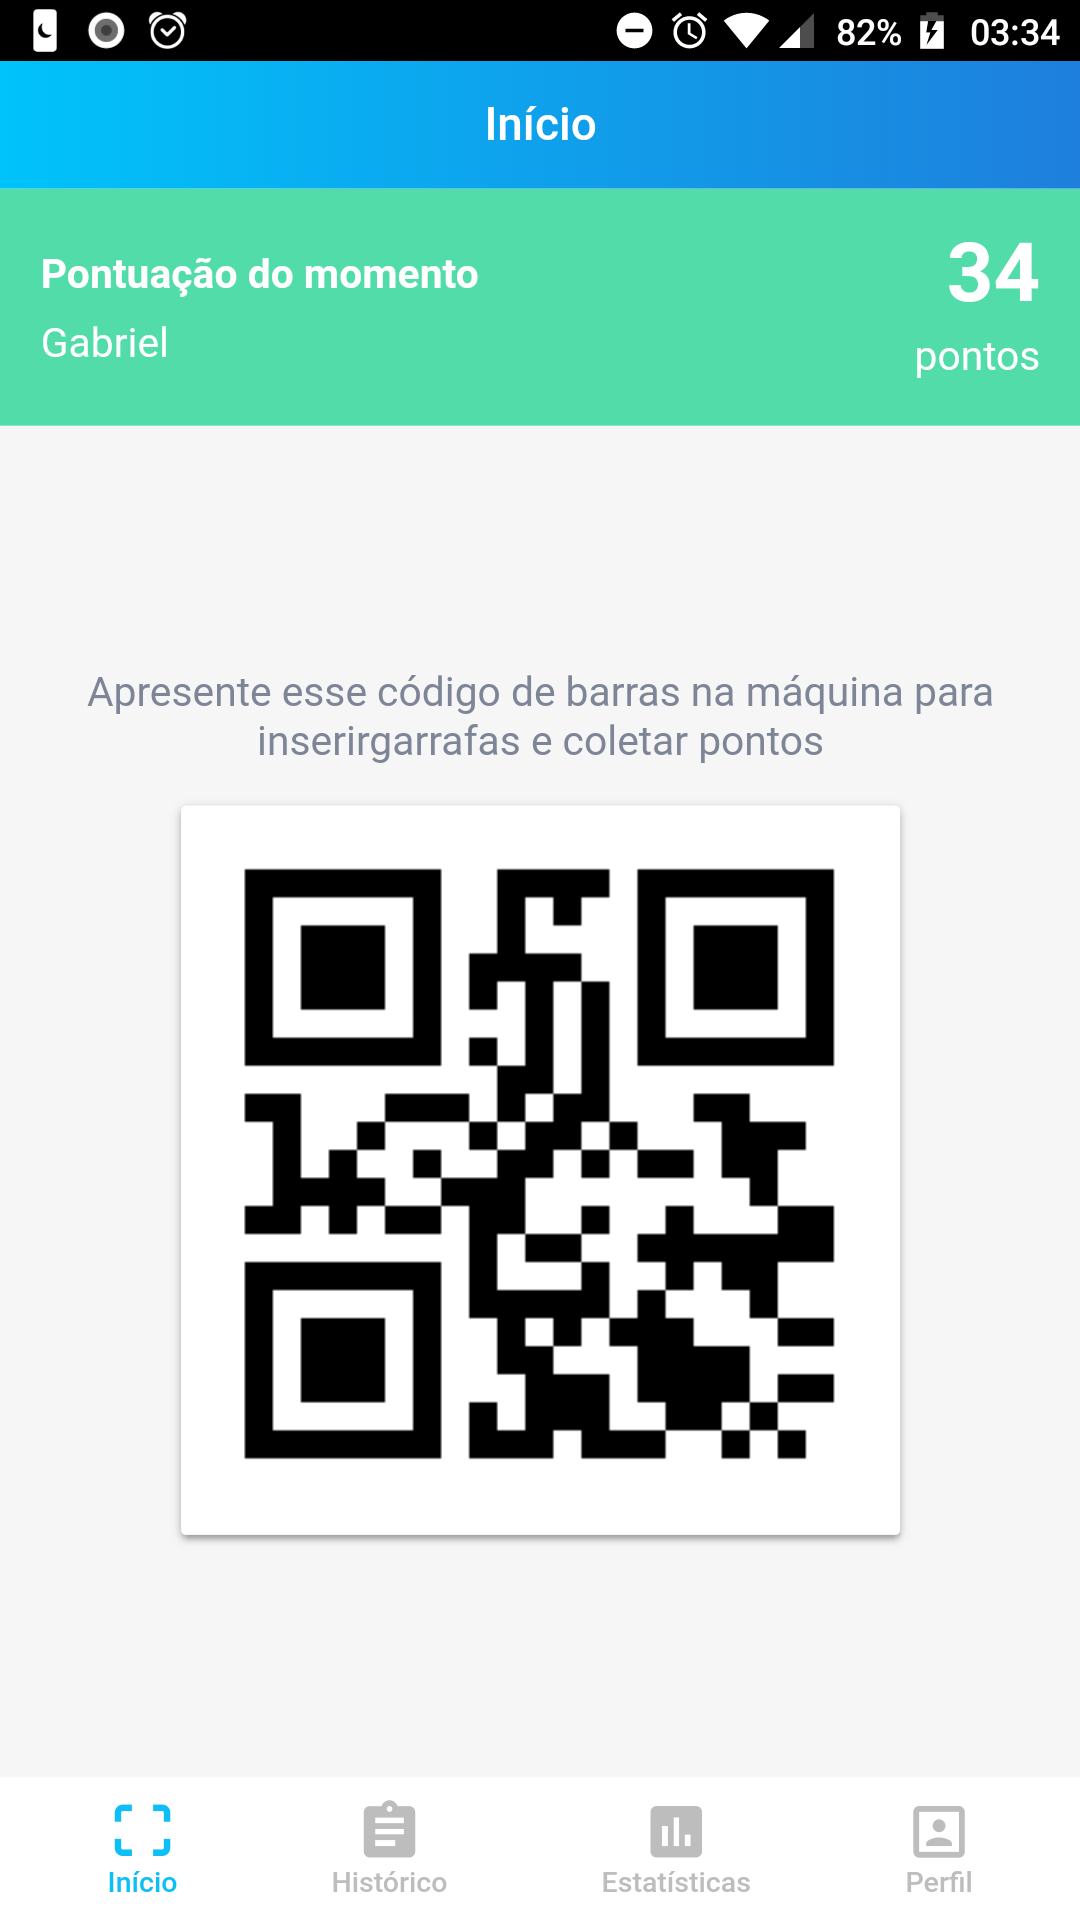 82% 03:34
Início
Pontuação do momento
34
Gabriel
pontos
Apresente esse código de barras na máquina para
inserirgarrafas e coletar pontos
Início Histórico Estatísticas Perfil